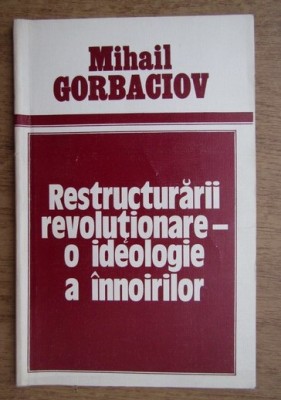 Mihail
GORBACIOV
Restructurării
revoluționare –
o ideologie
a înnoirilor